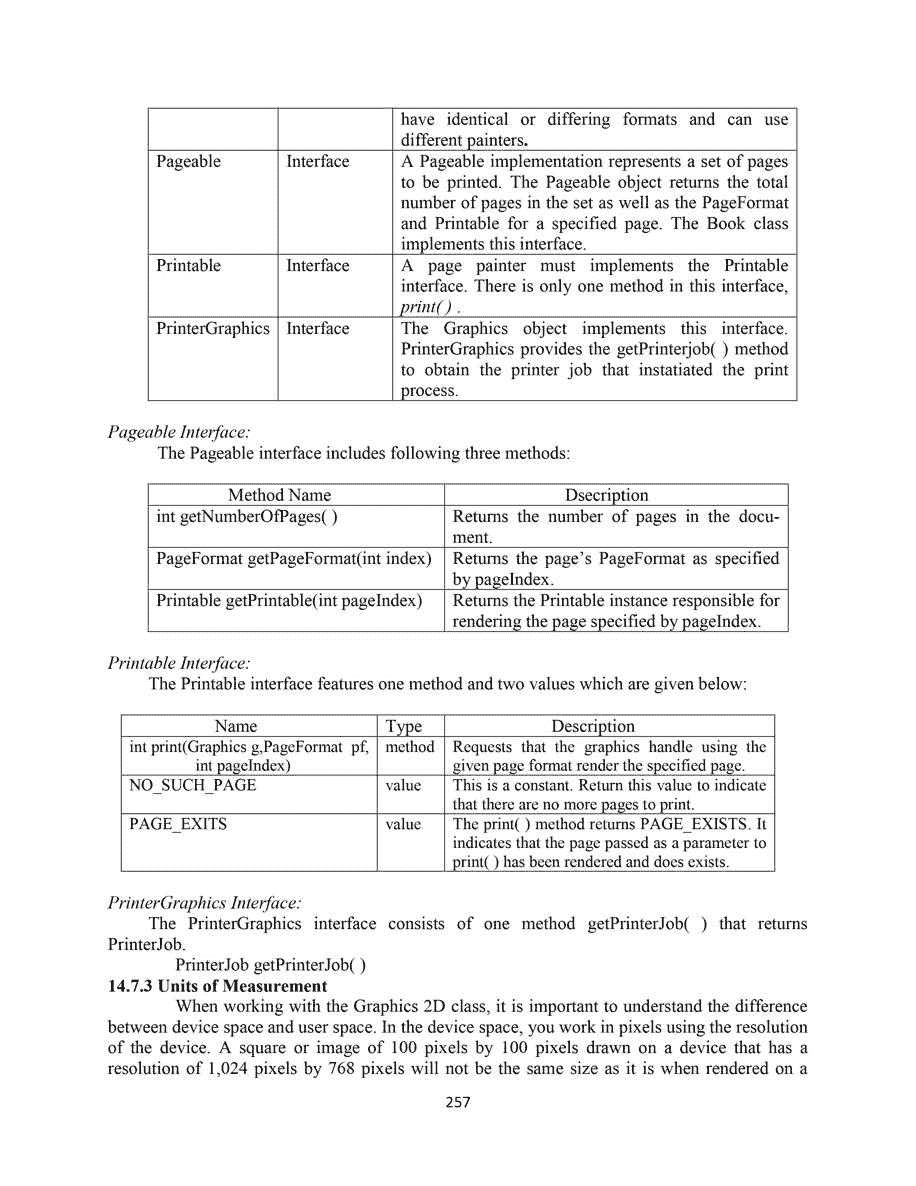 have identical or differing formats and can use
different painters.
Pageable Interface A Pageable implementation represents a set of pages
to be printed. The Pageable object returns the total
number of pages in the set as well as the PageFormat
and Printable for a specified page. The Book class
implements this interface.
Printable Interface A page painter must implements the Printable
interface. There is only one method in this interface,
print( ) .
PrinterGraphics Interface The Graphics object implements this interface.
PrinterGraphics provides the getPrinterjob( ) method
to obtain the printer job that instatiated the print
process.
Pageable Interface:
The Pageable interface includes following three methods:
Method Name Dsecription
int getNumberOfPages( ) Returns the number of pages in the docu-
ment.
PageFormat getPageFormat(int index) Returns the page’s PageFormat as specified
by pageIndex.
Printable getPrintable(int pageIndex) Returns the Printable instance responsible for
rendering the page specified by pageIndex.
Printable Interface:
The Printable interface features one method and two values which are given below:
Name Type Description
int print(Graphics g,PageFormat pf, method Requests that the graphics handle using the
int pageIndex) given page format render the specified page.
NO_SUCH_PAGE value This is a constant. Return this value to indicate
that there are no more pages to print.
PAGE_EXITS value The print( ) method returns PAGE_EXISTS. It
indicates that the page passed as a parameter to
print( ) has been rendered and does exists.
PrinterGraphics Interface:
The PrinterGraphics interface consists of one method getPrinterJob( ) that returns
PrinterJob.
PrinterJob getPrinterJob( )
14.7.3 Units of Measurement
When working with the Graphics 2D class, it is important to understand the difference
between device space and user space. In the device space, you work in pixels using the resolution
of the device. A square or image of 100 pixels by 100 pixels drawn on a device that has a
resolution of 1,024 pixels by 768 pixels will not be the same size as it is when rendered on a
257